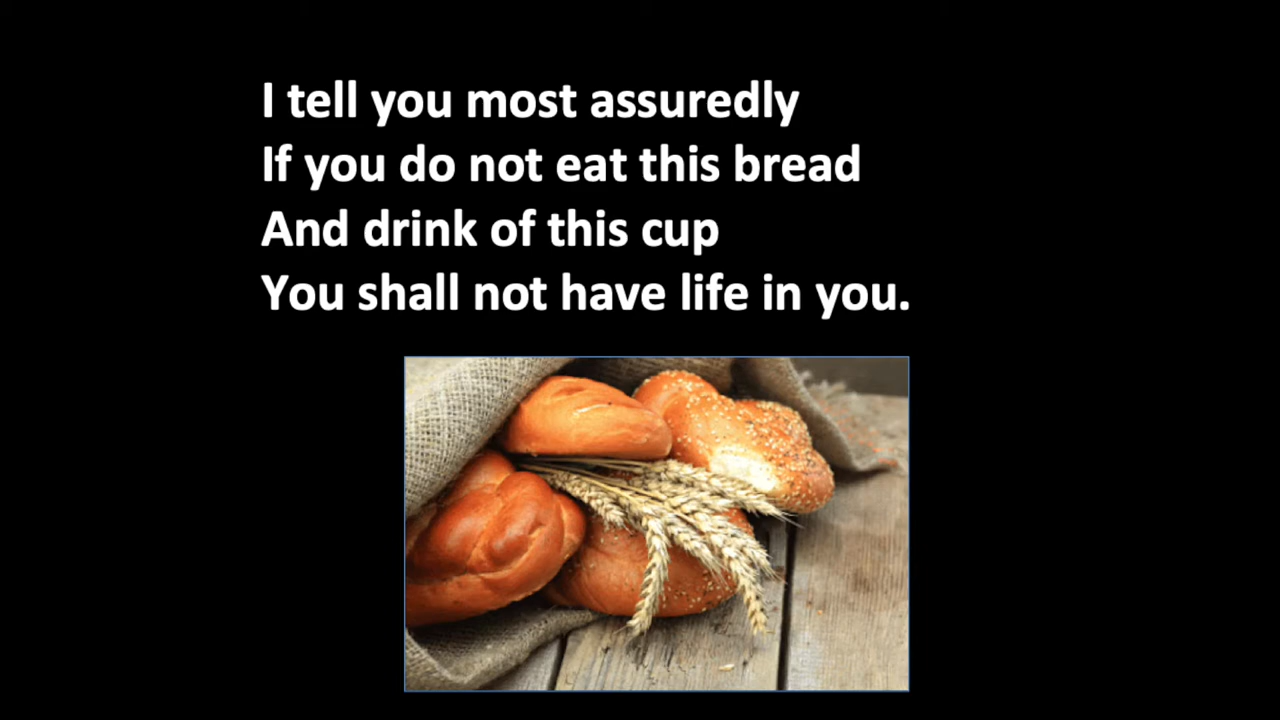 I tell you most assuredly
If you do not eat this bread
And drink of this cup
You shall not have life in you.